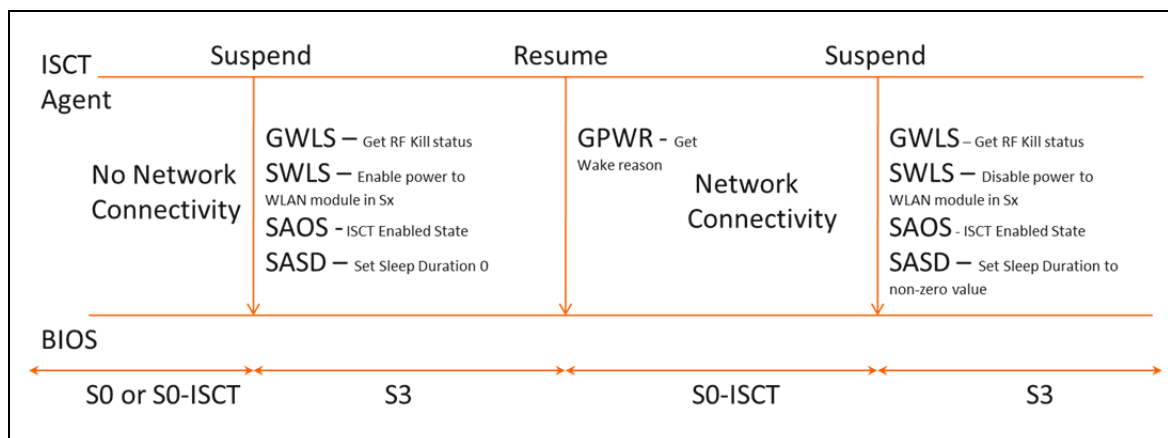 ISCT
Agent
Suspend
Resume
Suspend
No Network
Connectivity
GWLS – Get RF Kill status
SWLS – Enable power to
WLAN module in Sx
SAOS - ISCT Enabled State
SASD – Set Sleep Duration 0
GPWR - Get
Wake reason
Network
Connectivity
GWLS – Get RF Kill status
SWLS – Disable power to
WLAN module in Sx
SAOS - ISCT Enabled State
SASD – Set Sleep Duration to
non-zero value
BIOS
S0 or S0-ISCT
S3
S0-ISCT
S3